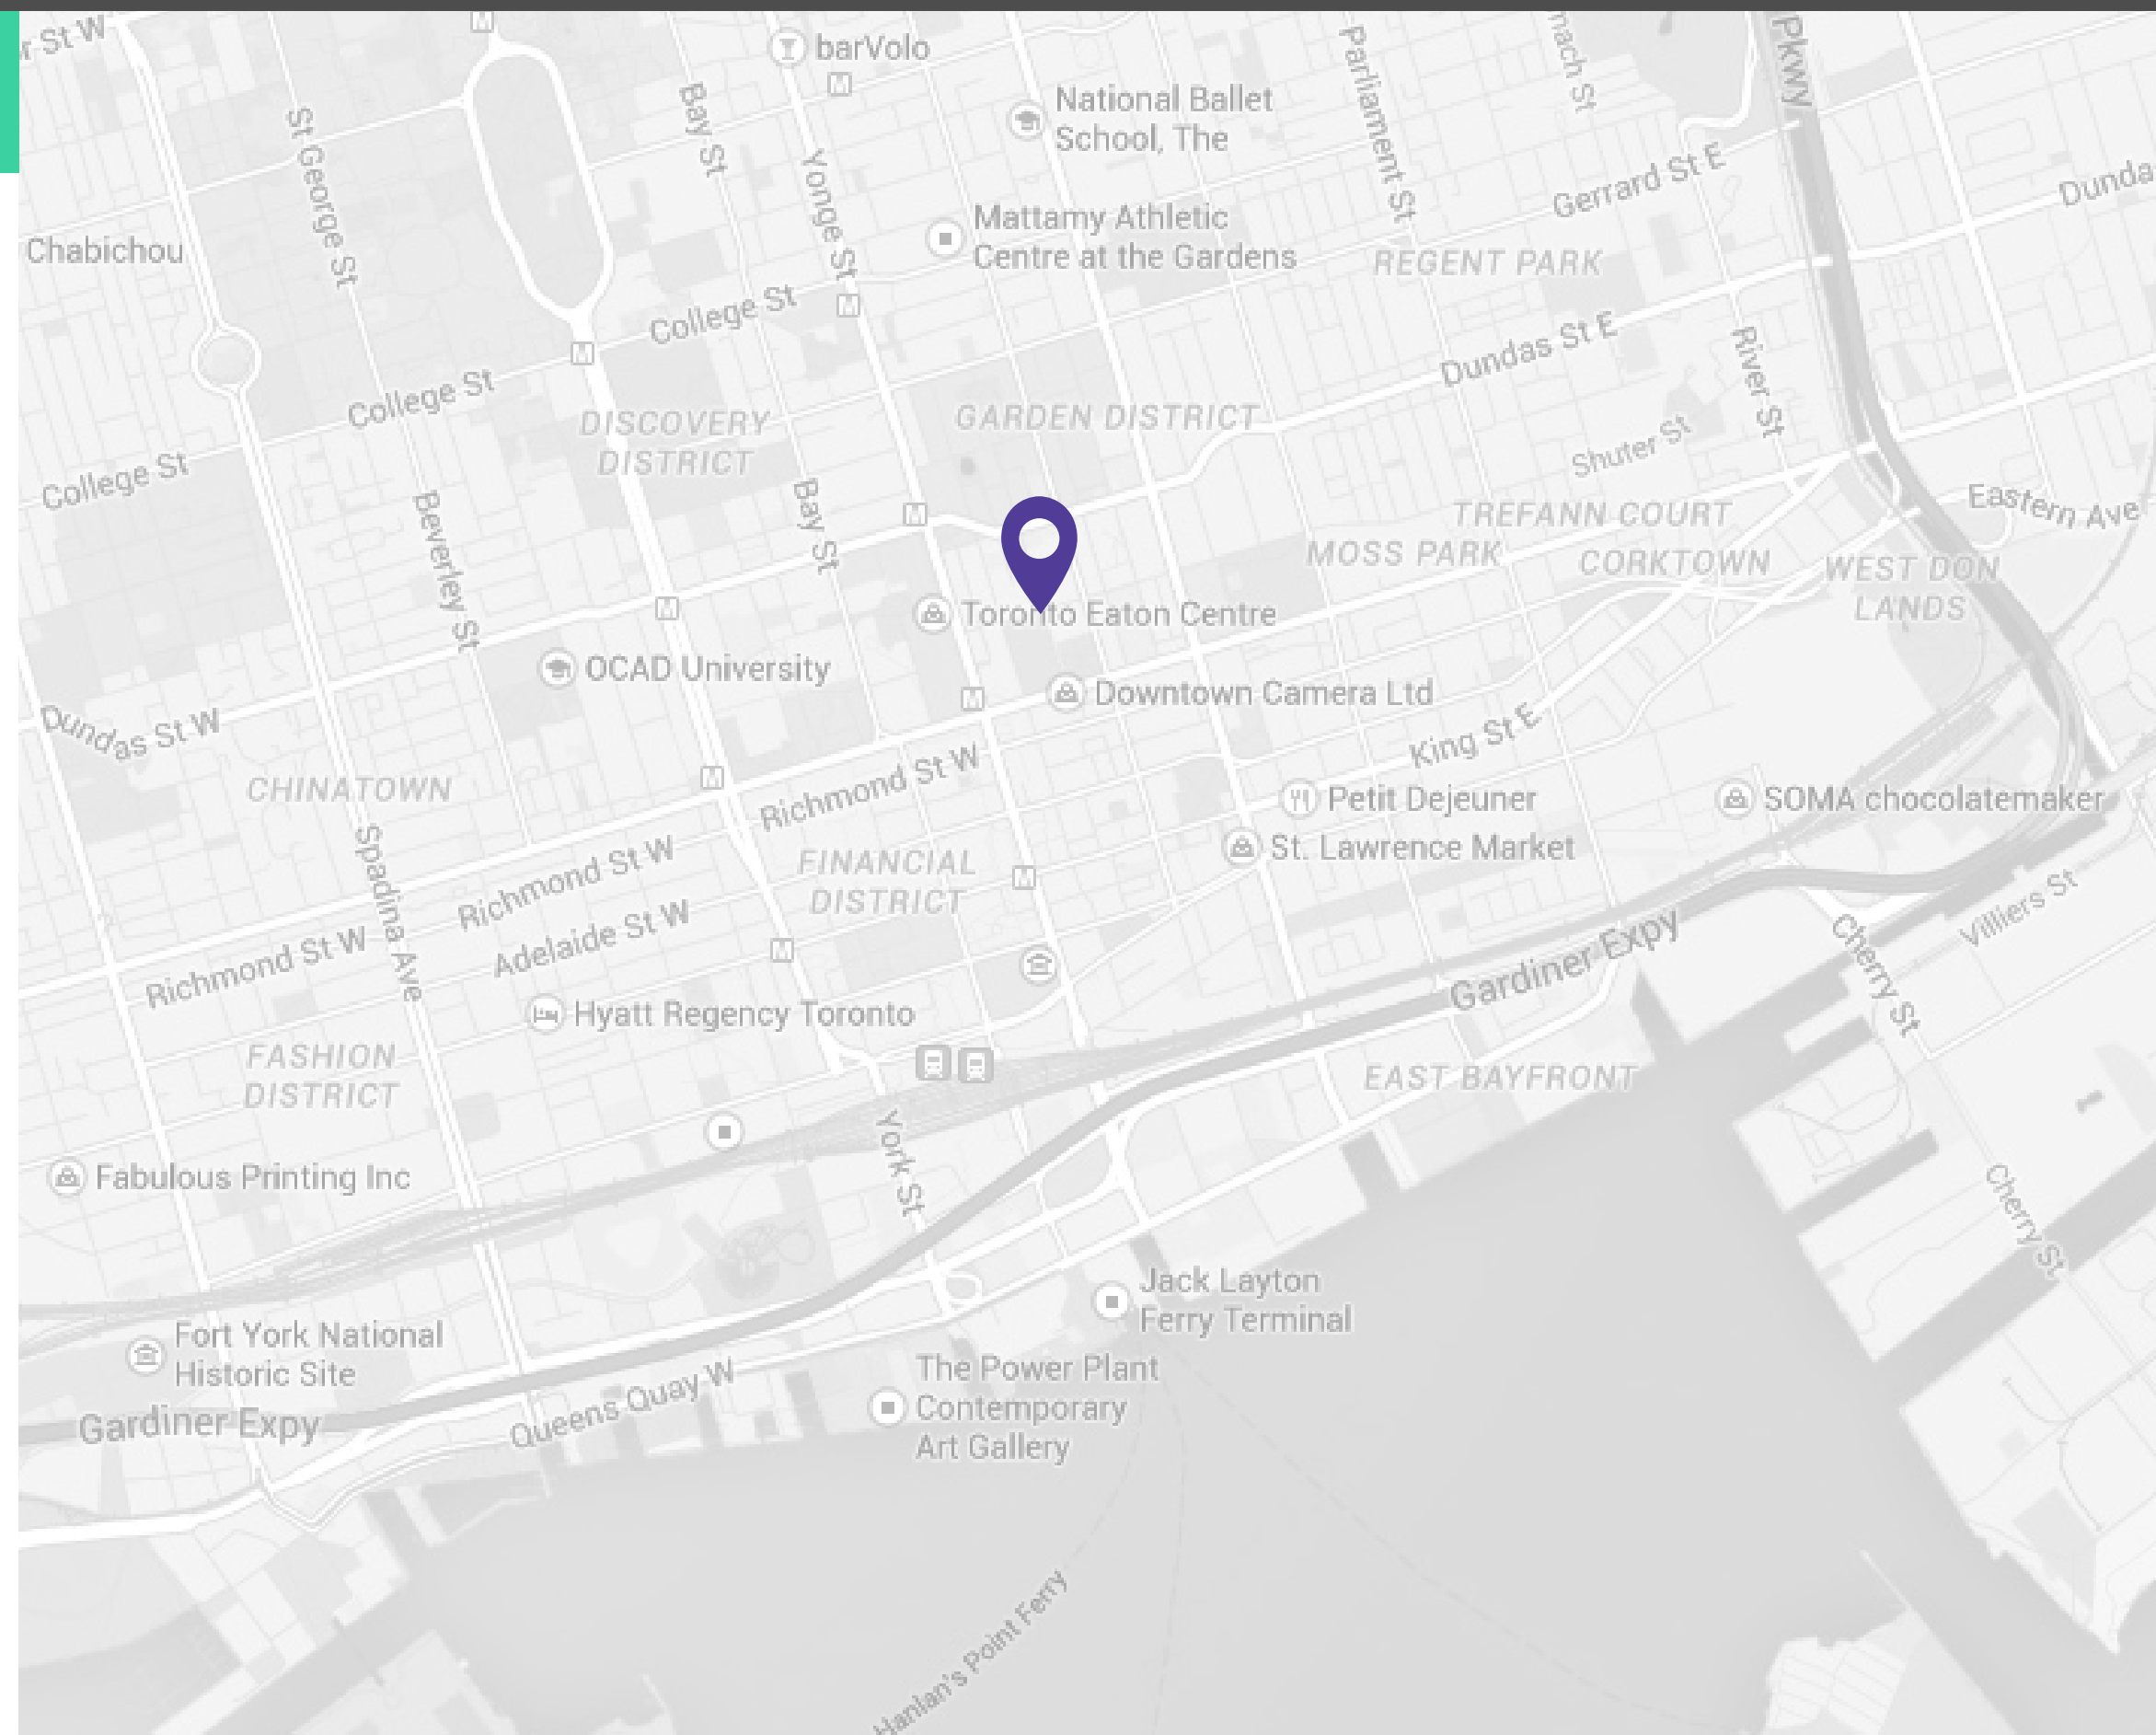 St W
Pkwy
barVolo
Parliament St
St George St
Bay St
National Ballet
School, The
Yonge St
Gerrard St E
Mattamy Athletic
Centre at the Gardens
Chabichou
REGENT PARK
College St
Dundas St E
River St
College St
DISCOVERY
DISTRICT
GARDEN DISTRICT
Shuter St
College St
Beverley St
Bay St
TREFANN COURT
Eastern Ave
MOSS PARK
CORKTOWN
WEST DON
LANDS
Toronto Eaton Centre
OCAD University
Downtown Camera Ltd
Dundas St W
King St E
CHINATOWN
Richmond St W
Petit Dejeuner
SOMA chocolatemaker
St. Lawrence Market
Spadina Ave
Richmond St W
FINANCIAL
DISTRICT
Adelaide St W
Richmond St W
Villiers St
Gardiner Expy
Cherry St
Hyatt Regency Toronto
FASHION
DISTRICT
EAST BAYFRONT
York St
Fabulous Printing Inc
Cherry St
Jack Layton
Ferry Terminal
Fort York National
Historic Site
The Power Plant
Contemporary
Art Gallery
Queens Quay W
Gardiner Expy
Hanlan's Point Ferry